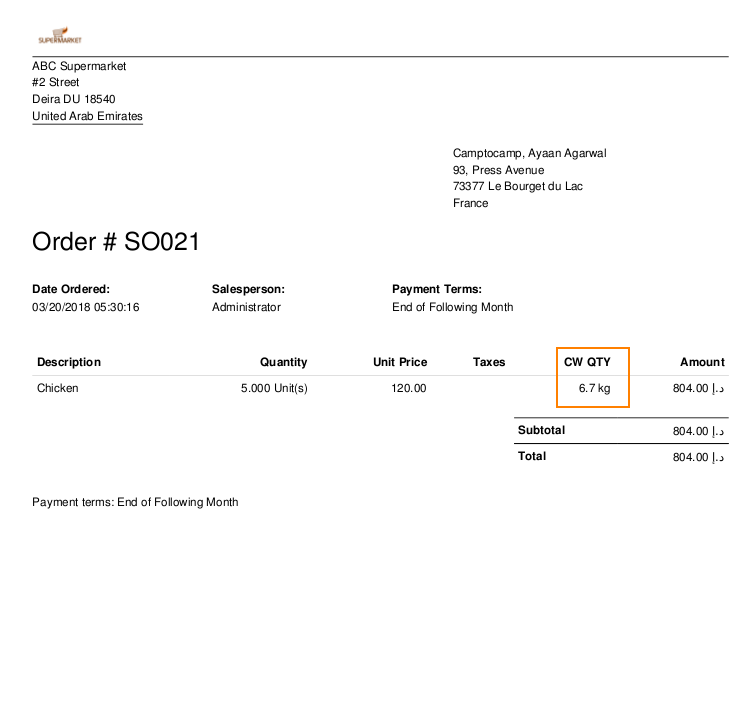 SUPERMARKET
ABC Supermarket
#2 Street
Deira DU 18540
United Arab Emirates
Camptocamp, Ayaan Agarwal
93, Press Avenue
73377 Le Bourget du Lac
France
Order # SO021
Date Ordered: Salesperson: Payment Terms:
03/20/2018 05:30:16 Administrator End of Following Month
Description Quantity Unit Price Taxes CW QTY Amount
Chicken 5.000 Unit(s) 120.00 6.7 kg 804.00 د.إ
Subtotal 804.00 د.إ
Total 804.00 د.إ
Payment terms: End of Following Month